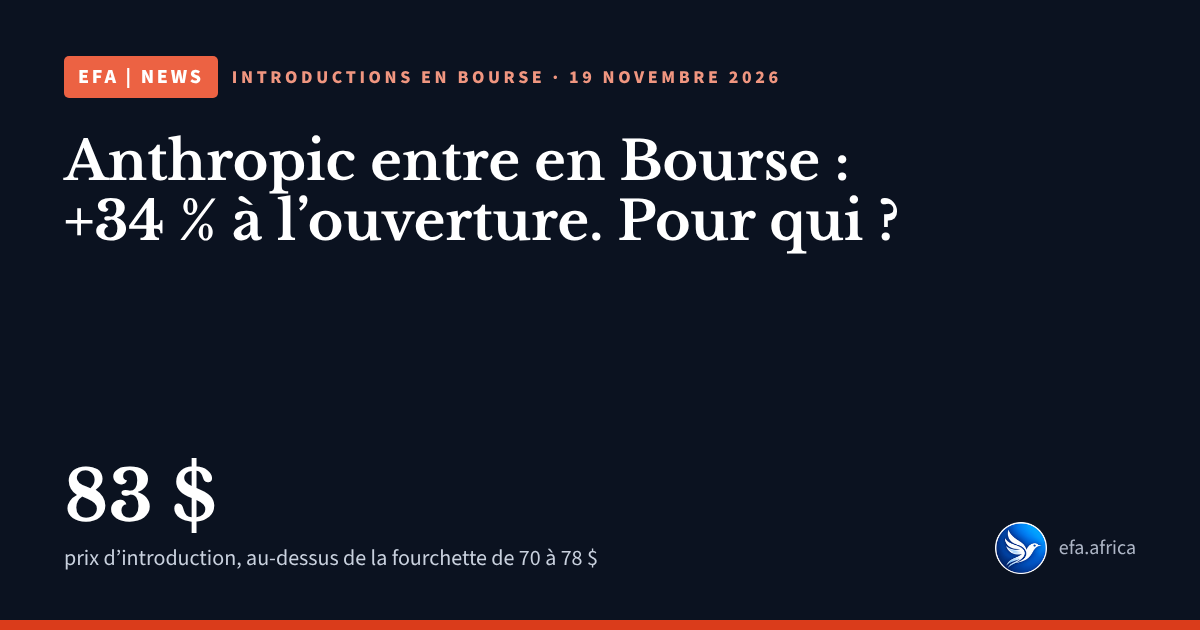 EFA | NEWS INTRODUCTIONS EN BOURSE · 19 NOVEMBRE 2026
Anthropic entre en Bourse :
+34 % à l’ouverture. Pour qui ?
83 $
prix d’introduction, au-dessus de la fourchette de 70 à 78 $
efa.africa